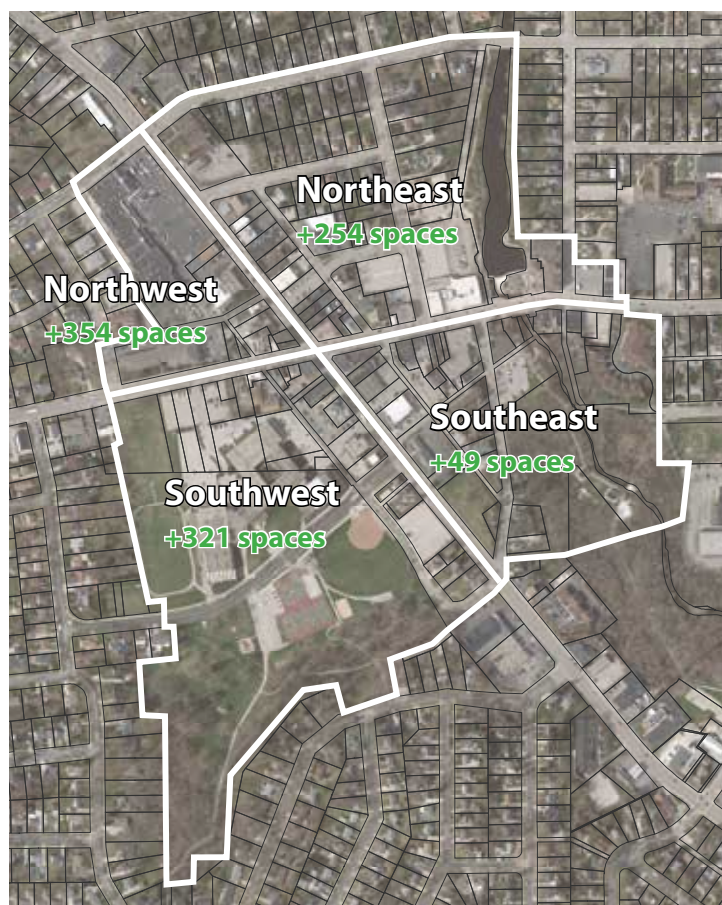 Northeast
+254 spaces
Northwest
+354 spaces
Southeast
+49 spaces
Southwest
+321 spaces